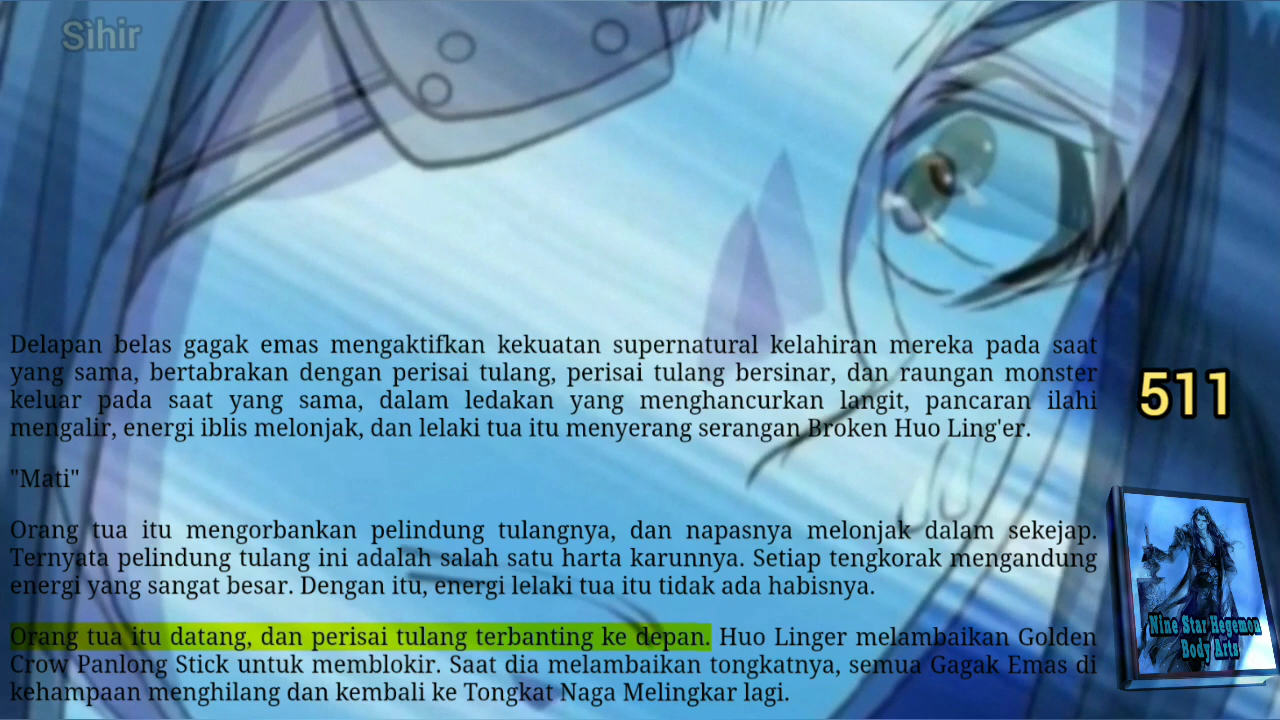 Sìhir
Delapan belas gagak emas mengaktifkan kekuatan supernatural kelahiran mereka pada saat
yang sama, bertabrakan dengan perisai tulang, perisai tulang bersinar, dan raungan monster
keluar pada saat yang sama, dalam ledakan yang menghancurkan langit, pancaran ilahi
mengalir, energi iblis melonjak, dan lelaki tua itu menyerang serangan Broken Huo Ling'er.
"Mati"
Orang tua itu mengorbankan pelindung tulangnya, dan napasnya melonjak dalam sekejap.
Ternyata pelindung tulang ini adalah salah satu harta karunnya. Setiap tengkorak mengandung
energi yang sangat besar. Dengan itu, energi lelaki tua itu tidak ada habisnya.
Orang tua itu datang, dan perisai tulang terbanting ke depan. Huo Linger melambaikan Golden
Crow Panlong Stick untuk memblokir. Saat dia melambaikan tongkatnya, semua Gagak Emas di
kehampaan menghilang dan kembali ke Tongkat Naga Melingkar lagi.
511
Nine Star Hegemon
Body Arts